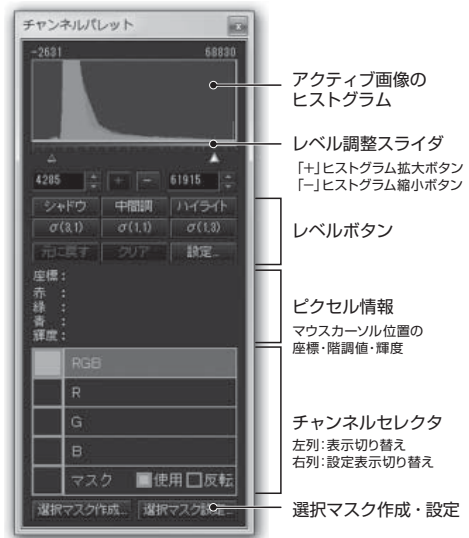 チャンネルパレット
-2631 68830
4285 + - 61915
シャドウ 中間調 ハイライト
σ(3,1) σ(1,1) σ(1,3)
元に戻す クリア 設定...
座標:
赤 :
緑 :
青 :
輝度:
RGB
R
G
B
マスク 使用 反転
選択マスク作成... 選択マスク設定...
アクティブ画像の
ヒストグラム
レベル調整スライダ
「+」ヒストグラム拡大ボタン
「−」ヒストグラム縮小ボタン
レベルボタン
ピクセル情報
マウスカーソル位置の
座標・階調値・輝度
チャンネルセレクタ
左列:表示切り替え
右列:設定表示切り替え
選択マスク作成・設定